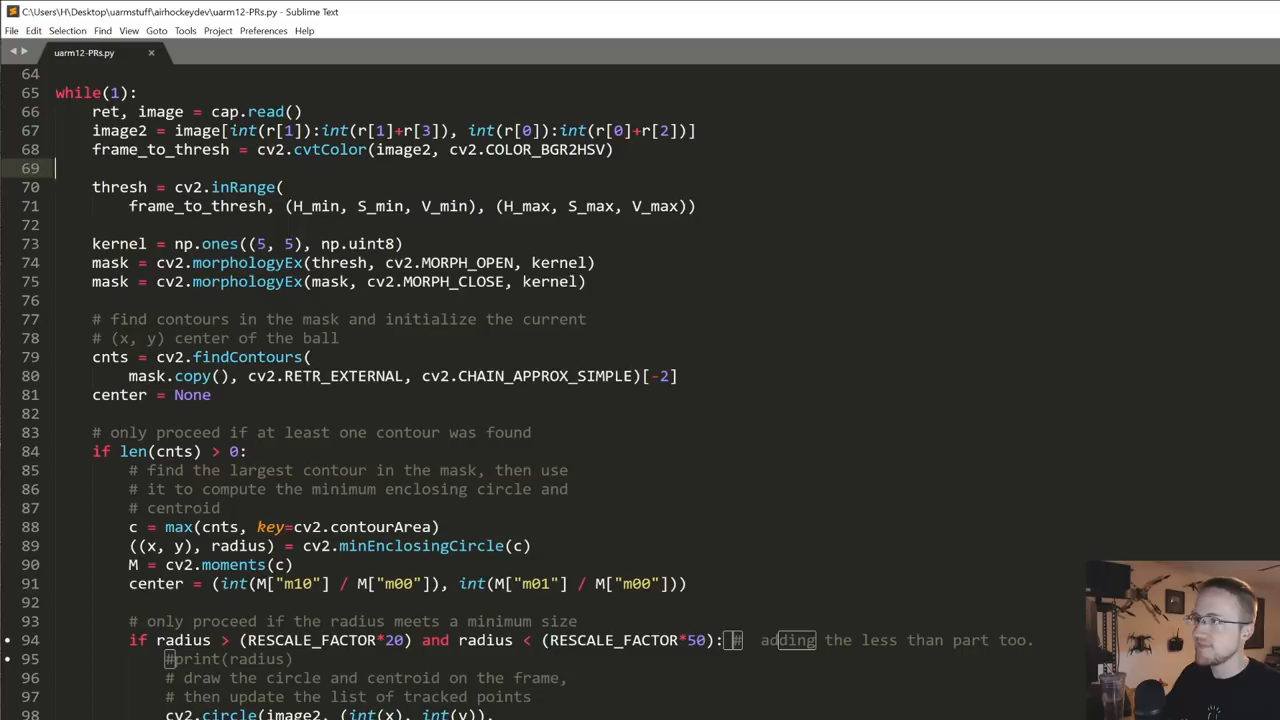 C:\Users\H\Desktop\uarmstuff\airhockeydev\uarm12-PRs.py - Sublime Text
File Edit Selection Find View Goto Tools Project Preferences Help
uarm12-PRs.py ×
64
65 while(1):
66 ret, image = cap.read()
67 image2 = image[int(r[1]):int(r[1]+r[3]), int(r[0]):int(r[0]+r[2])]
68 frame_to_thresh = cv2.cvtColor(image2, cv2.COLOR_BGR2HSV)
69
70 thresh = cv2.inRange(
71 frame_to_thresh, (H_min, S_min, V_min), (H_max, S_max, V_max))
72
73 kernel = np.ones((5, 5), np.uint8)
74 mask = cv2.morphologyEx(thresh, cv2.MORPH_OPEN, kernel)
75 mask = cv2.morphologyEx(mask, cv2.MORPH_CLOSE, kernel)
76
77 # find contours in the mask and initialize the current
78 # (x, y) center of the ball
79 cnts = cv2.findContours(
80 mask.copy(), cv2.RETR_EXTERNAL, cv2.CHAIN_APPROX_SIMPLE)[-2]
81 center = None
82
83 # only proceed if at least one contour was found
84 if len(cnts) > 0:
85 # find the largest contour in the mask, then use
86 # it to compute the minimum enclosing circle and
87 # centroid
88 c = max(cnts, key=cv2.contourArea)
89 ((x, y), radius) = cv2.minEnclosingCircle(c)
90 M = cv2.moments(c)
91 center = (int(M["m10"] / M["m00"]), int(M["m01"] / M["m00"]))
92
93 # only proceed if the radius meets a minimum size
94 if radius > (RESCALE_FACTOR*20) and radius < (RESCALE_FACTOR*50): #  adding the less than part too.
95 #print(radius)
96 # draw the circle and centroid on the frame,
97 # then update the list of tracked points
98 cv2.circle(image2, (int(x), int(y)),